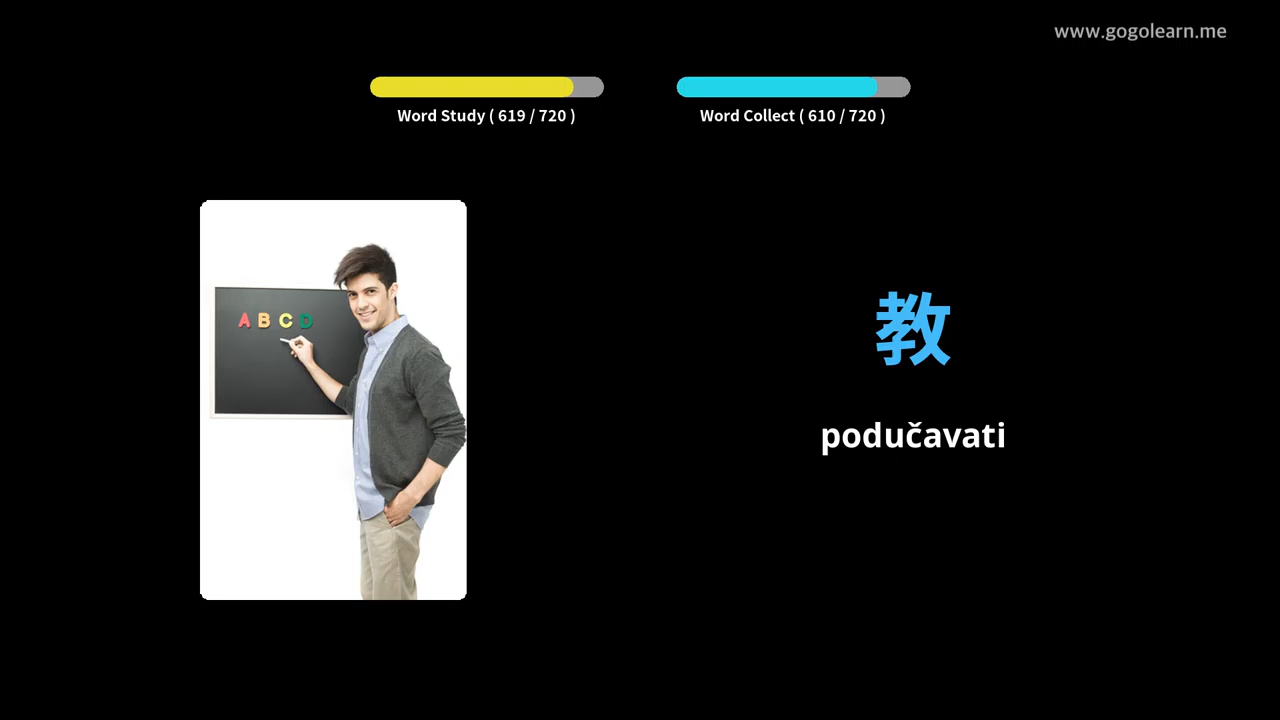 www.gogolearn.me
Word Study ( 619 / 720 )
Word Collect ( 610 / 720 )
A B C D
教
podučavati